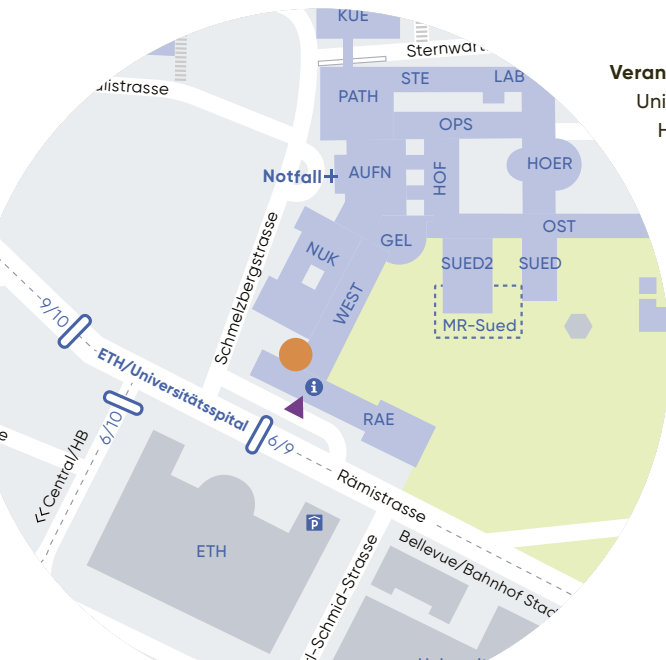 KUE
Sternwart
STE
LAB
PATH
OPS
Veran
Uni
H
alistrasse
Notfall
AUFN
HOF
HOER
OST
GEL
NUK
SUED2
SUED
WEST
MR-Sued
Schmelzbergstrasse
9/10
ETH/Universitätsspital
i
6/10
6/9
RAE
e
<<Central/HB
Rämistrasse
P
ETH
Bellevue/Bahnhof Stad
l-Schmid-Strasse